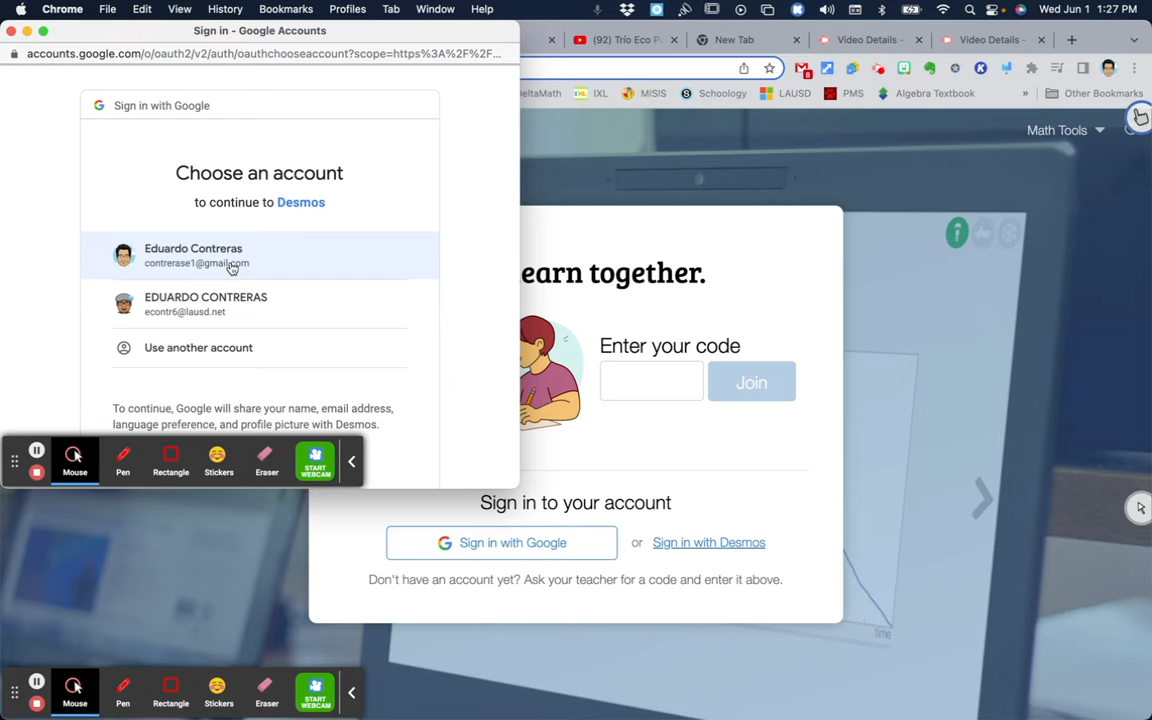 Chrome File Edit View History Bookmarks Profiles Tab Window Help Wed Jun 1 1:27 PM
Sign in - Google Accounts
accounts.google.com/o/oauth2/v2/auth/oauthchooseaccount?scope=https%3A%2F%2F...
(92) Trío Eco P New Tab Video Details - Video Details -
8
DeltaMath IXL MISIS Schoology LAUSD PMS Algebra Textbook » Other Bookmarks
Sign in with Google
Choose an account
to continue to Desmos
Eduardo Contreras
contrerase1@gmail.com
EDUARDO CONTRERAS
econtr6@lausd.net
Use another account
To continue, Google will share your name, email address,
language preference, and profile picture with Desmos.
Math Tools
earn together.
Enter your code
Join
Sign in to your account
Sign in with Google or Sign in with Desmos
Don't have an account yet? Ask your teacher for a code and enter it above.
time
Mouse Pen Rectangle Stickers Eraser START WEBCAM
Mouse Pen Rectangle Stickers Eraser START WEBCAM